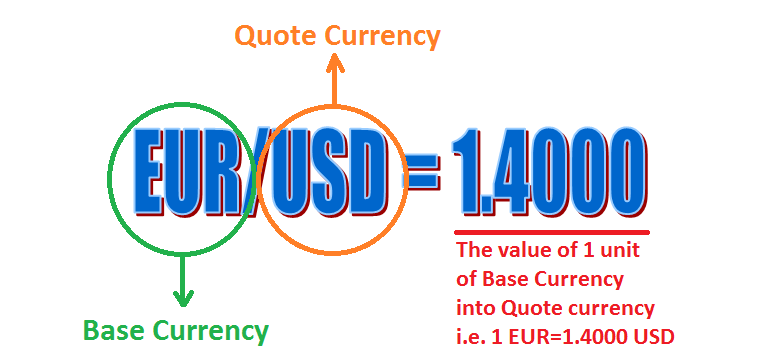 Quote Currency
EUR/USD = 1.4000
The value of 1 unit
of Base Currency
into Quote currency
i.e. 1 EUR=1.4000 USD
Base Currency